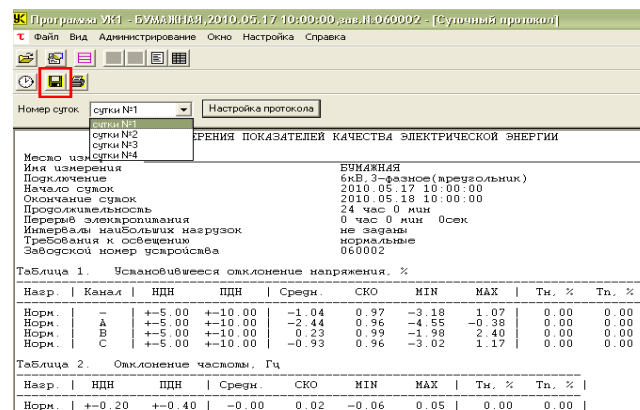 УК Программа УК1 - БУМАЖНАЯ,2010.05.17 10:00:00,зав.N:060002 - [Суточный протокол]
Файл Вид Администрирование Окно Настройка Справка
Номер суток сутки №1 Настройка протокола
сутки №1
сутки №2
сутки №3
сутки №4
ЕРЕНИЯ ПОКАЗАТЕЛЕЙ КАЧЕСТВА ЭЛЕКТРИЧЕСКОЙ ЭНЕРГИИ
Место изм
Имя измерения БУМАЖНАЯ
Подключение 6кВ,3-фазное(треугольник)
Начало суток 2010.05.17 10:00:00
Окончание суток 2010.05.18 10:00:00
Продолжительность 24 час 0 мин
Перерыв электропитания 0 час 0 мин 0сек
Интервалы наибольших нагрузок не заданы
Требования к освещению нормальные
Заводской номер устройства 060002
Таблица 1. Установившееся отклонение напряжения, %
Нагр. | Канал | НДН ПДН | Средн. СКО MIN MAX | Тн, % Тп, %
Норм. | - | +-5.00 +-10.00 | -1.04 0.97 -3.18 1.07 | 0.00 0.00
Норм. | A | +-5.00 +-10.00 | -2.44 0.96 -4.55 -0.38 | 0.00 0.00
Норм. | B | +-5.00 +-10.00 | 0.23 0.99 -1.98 2.40 | 0.00 0.00
Норм. | C | +-5.00 +-10.00 | -0.93 0.96 -3.02 1.17 | 0.00 0.00
Таблица 2. Отклонение частоты, Гц
Нагр. | НДН ПДН | Средн. СКО MIN MAX | Тн, % Тп, % |
Норм. | +-0.20 +-0.40 | -0.00 0.02 -0.06 0.05 | 0.00 0.00 |